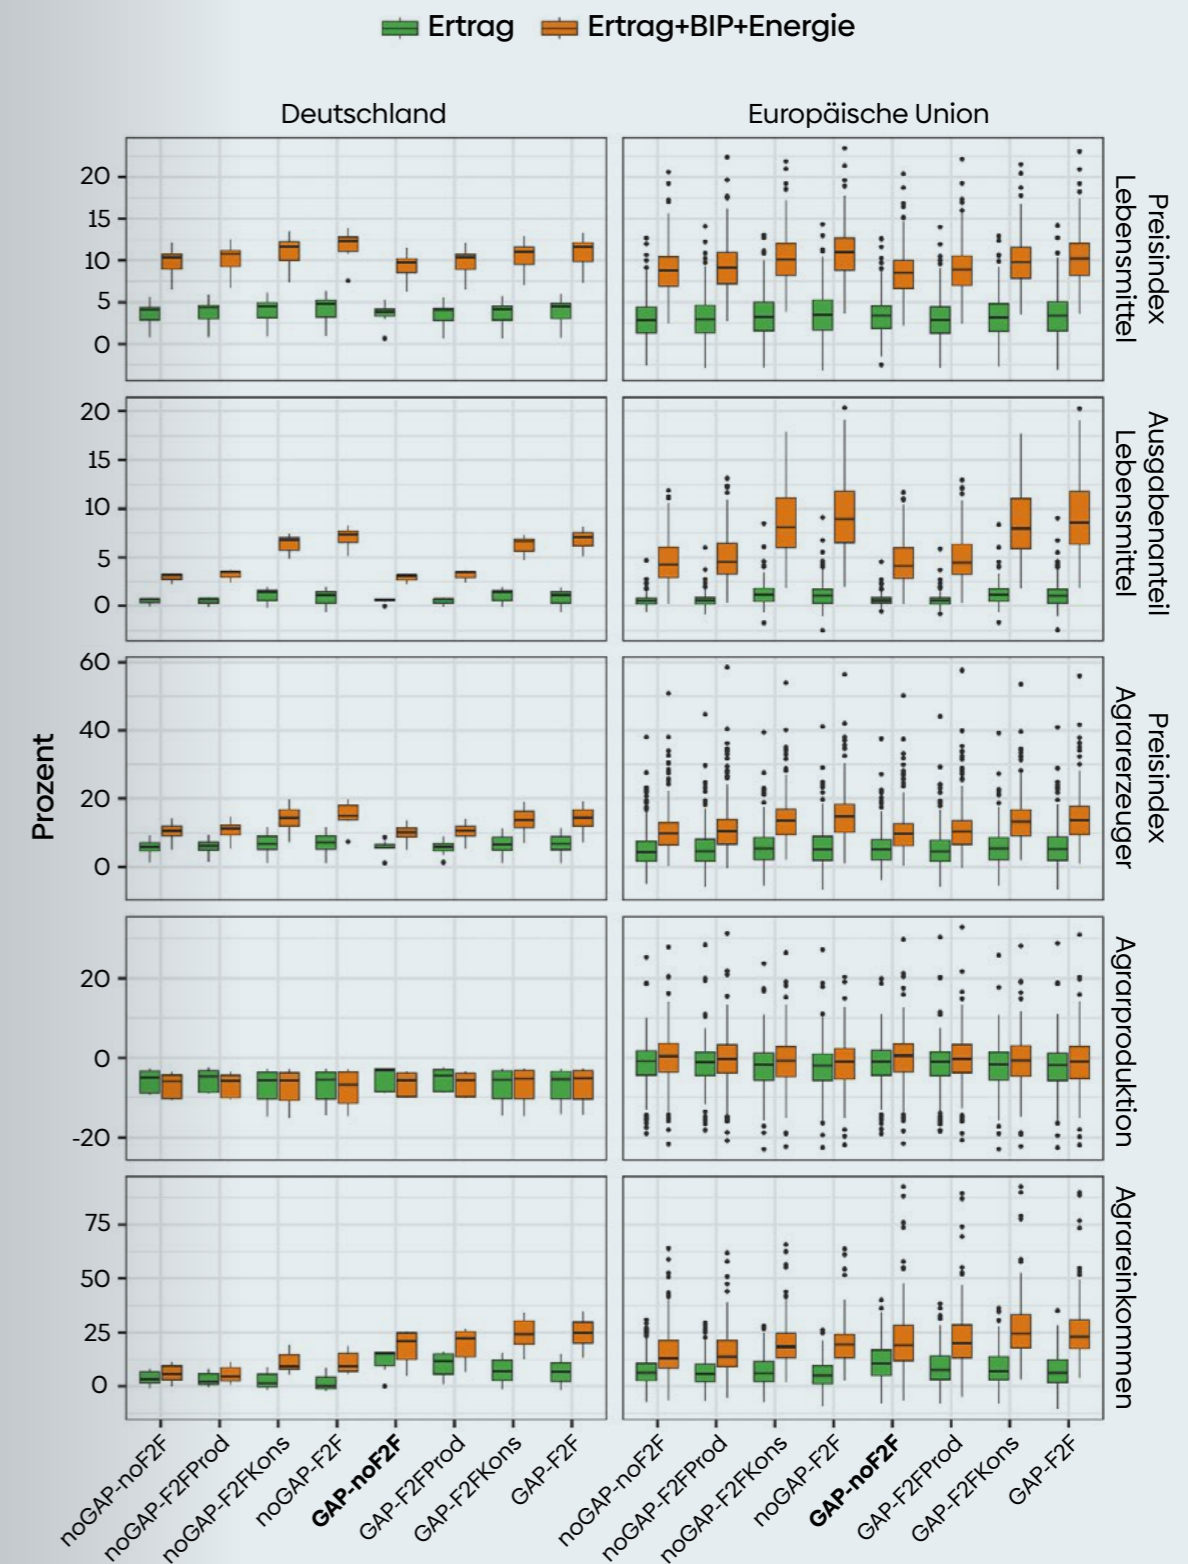 Ertrag Ertrag+BIP+Energie
Deutschland Europäische Union
20
15
10
5
0
Preisindex
Lebensmittel
20
15
10
5
0
Ausgabenanteil
Lebensmittel
60
40
20
0
Preisindex
Agrarerzeuger
Prozent
20
0
-20
Agrarproduktion
75
50
25
0
Agrareinkommen
noGAP-noF2F
noGAP-F2FProd
noGAP-F2FKons
noGAP-F2F
GAP-noF2F
GAP-F2FProd
GAP-F2FKons
GAP-F2F
noGAP-noF2F
noGAP-F2FProd
noGAP-F2FKons
noGAP-F2F
GAP-noF2F
GAP-F2FProd
GAP-F2FKons
GAP-F2F